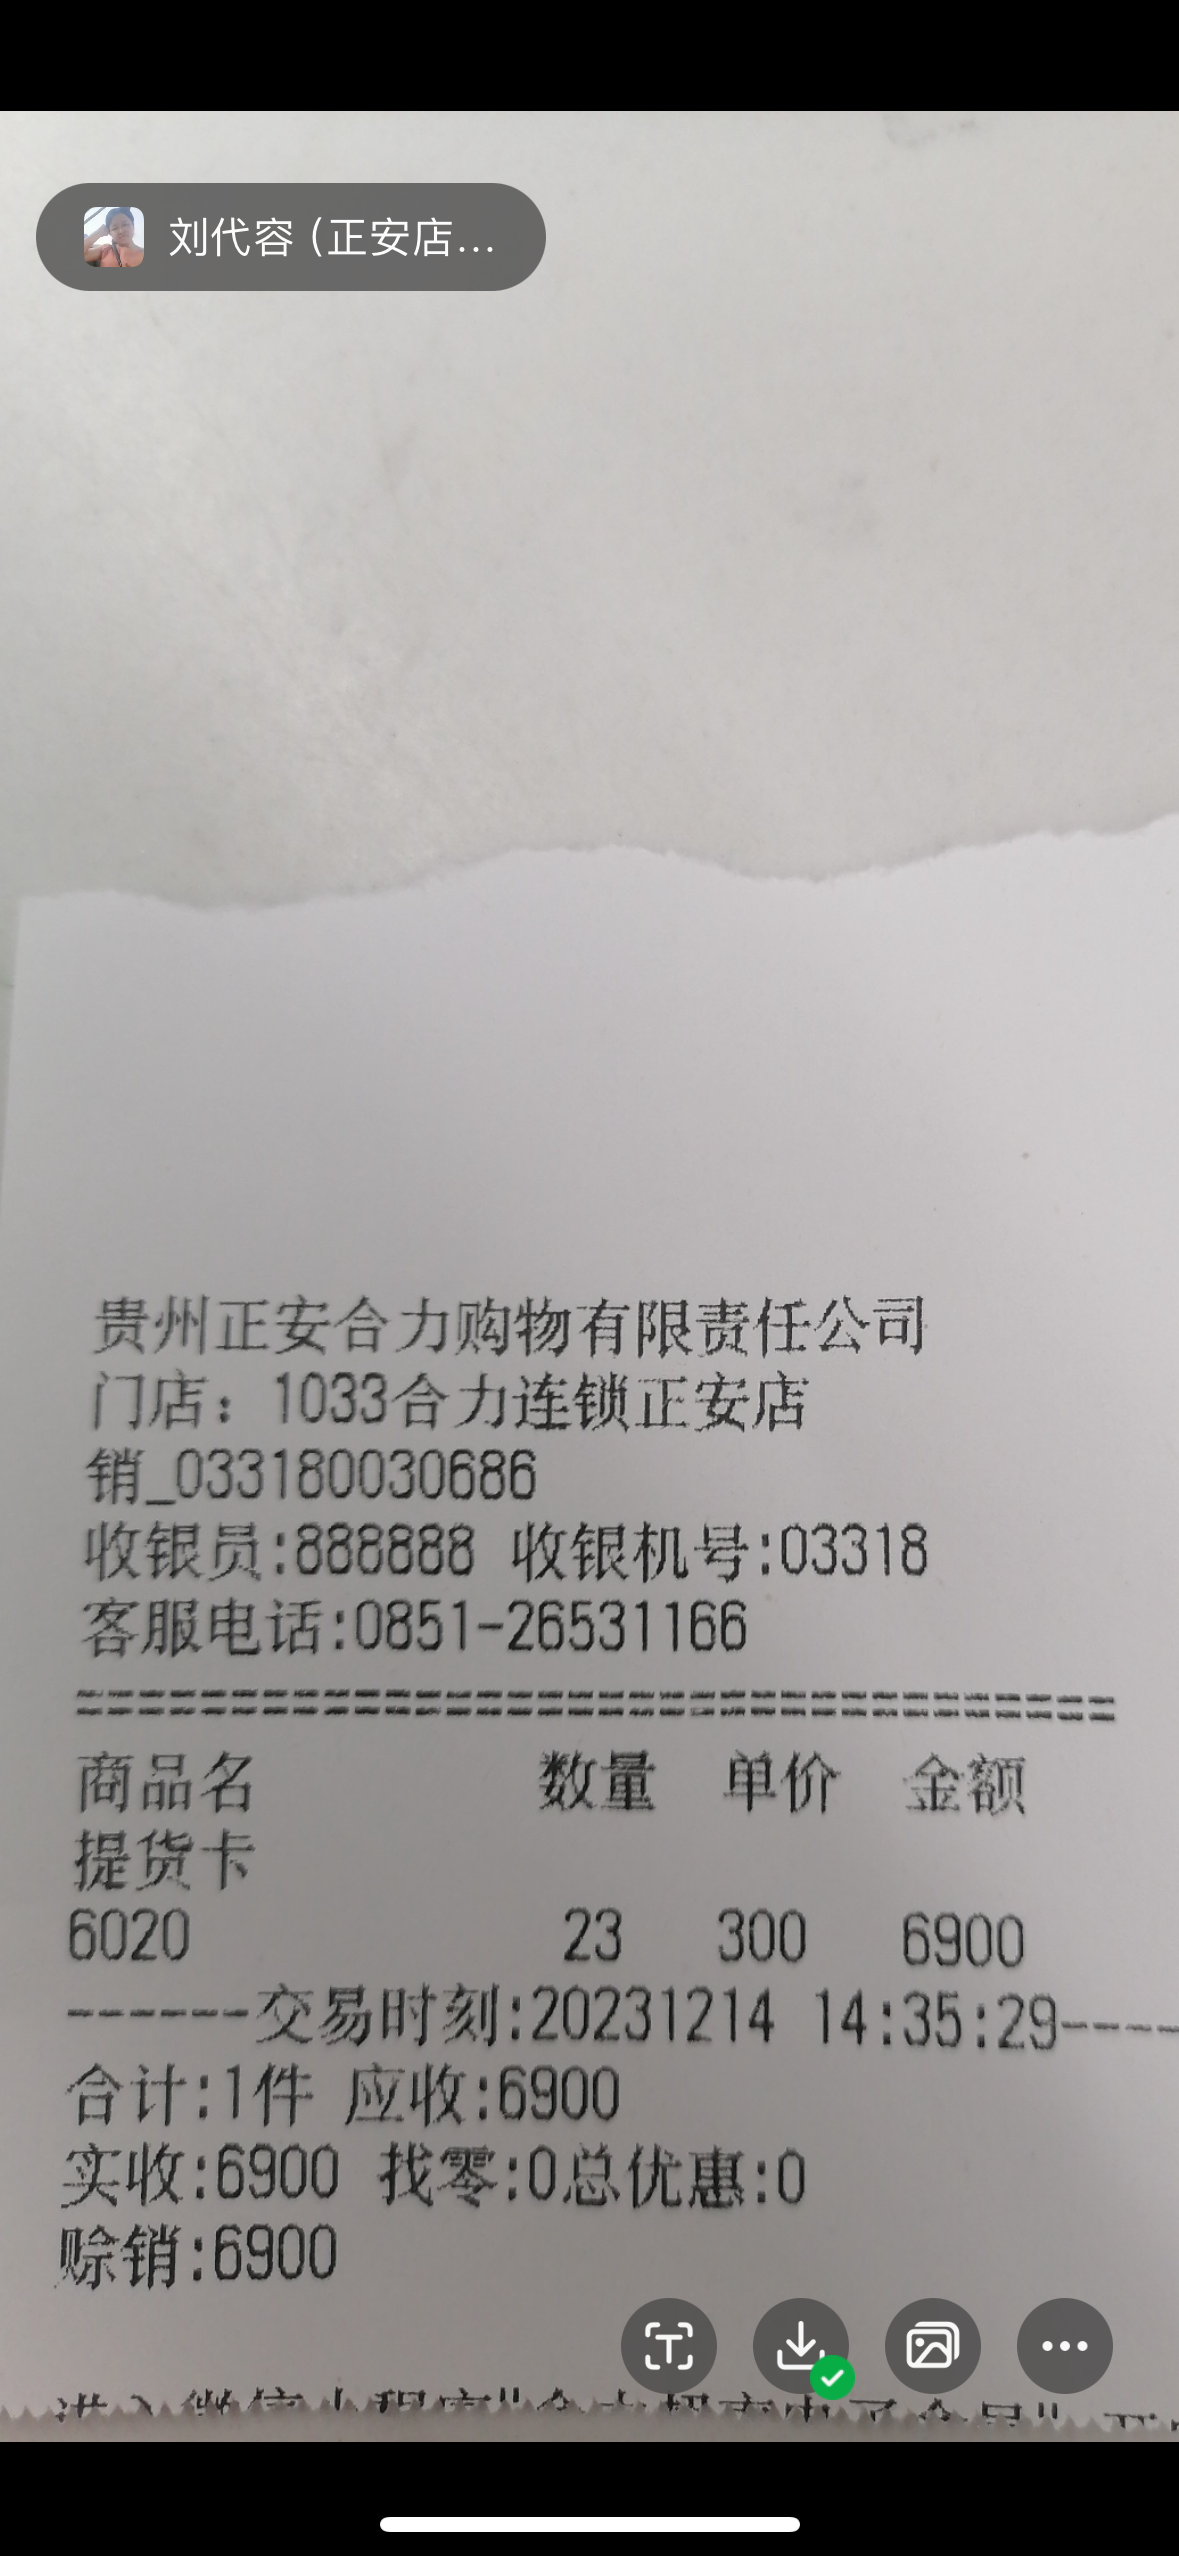 刘代容 (正安店...
贵州正安合力购物有限责任公司
门店：1033合力连锁正安店
销_033180030686
收银员:888888 收银机号:03318
客服电话:0851-26531166
================================
商品名 数量 单价 金额
提货卡
6020 23 300 6900
------交易时刻:20231214 14:35:29----
合计:1件 应收:6900
实收:6900 找零:0总优惠:0
赊销:6900